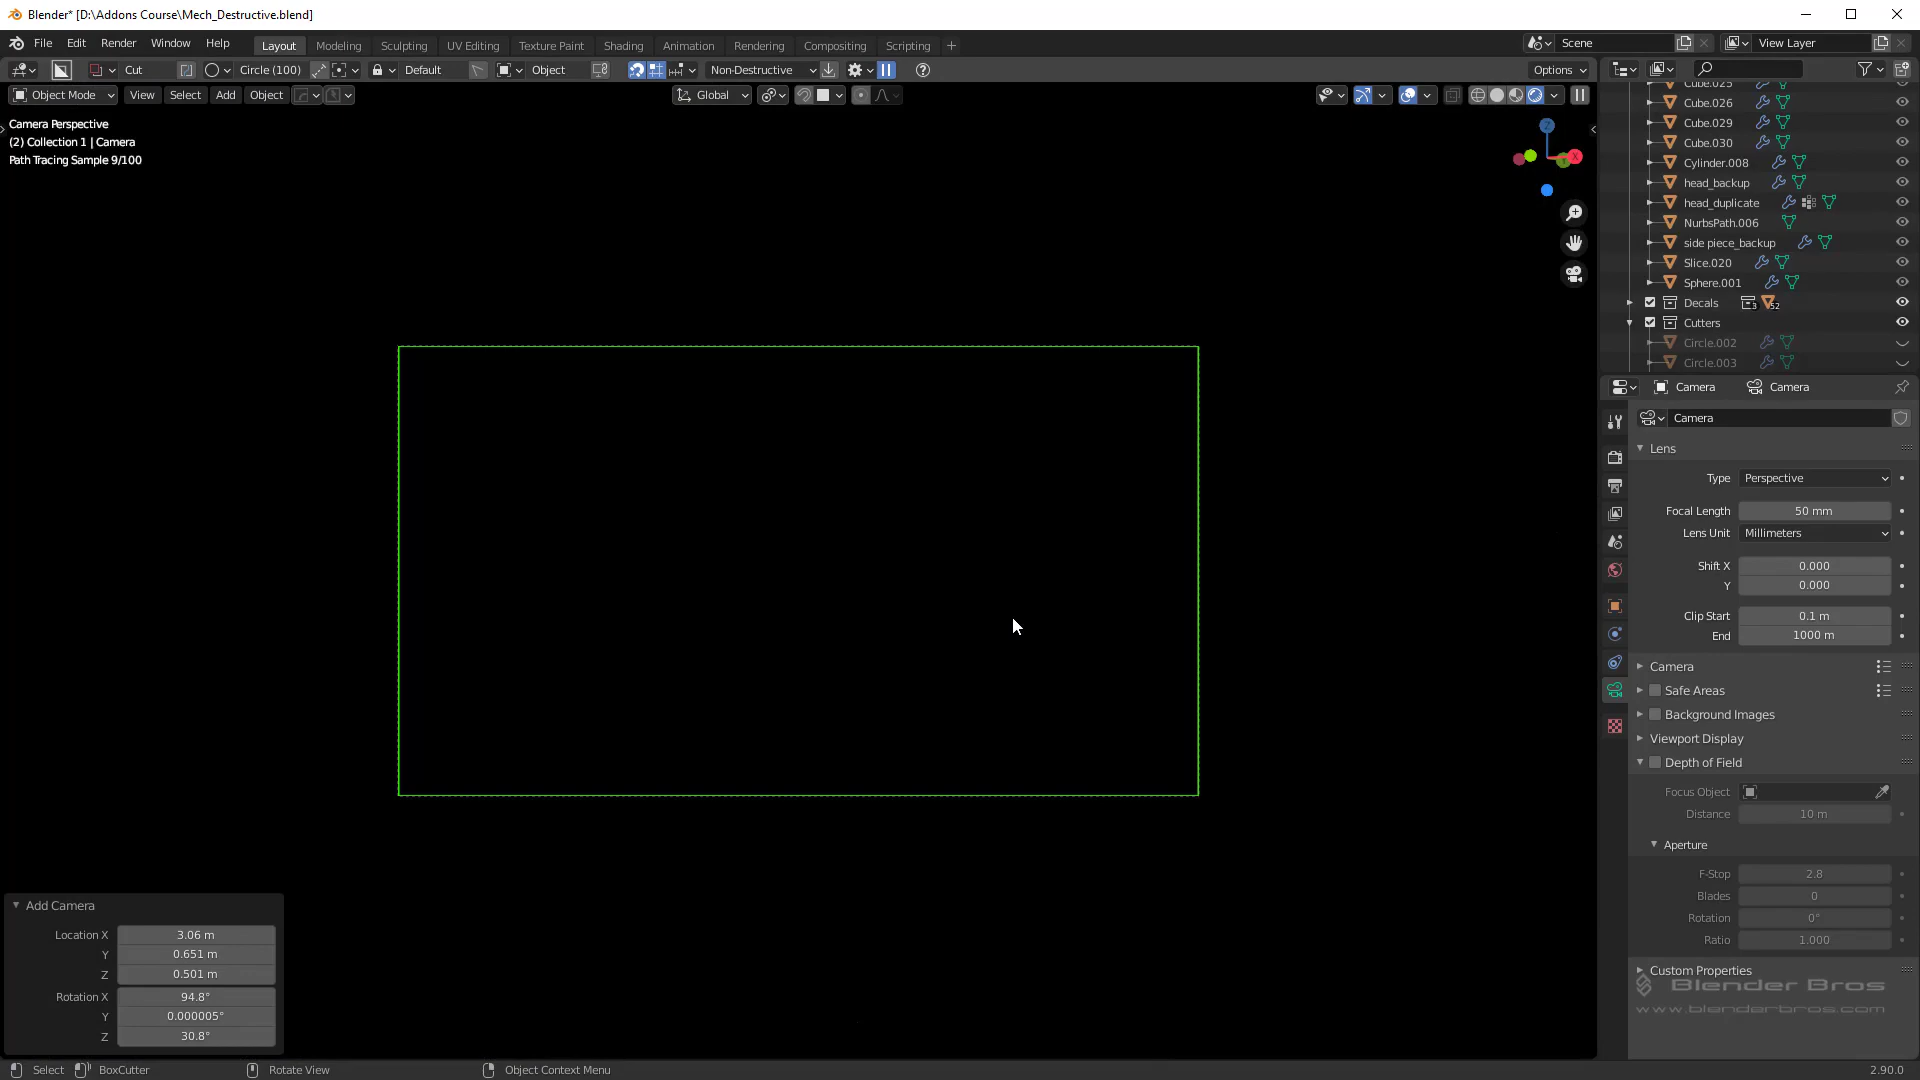 Blender* [D:\Addons Course\Mech_Destructive.blend]
File Edit Render Window Help
Layout Modeling Sculpting UV Editing Texture Paint Shading Animation Rendering Compositing Scripting
Scene
View Layer
Cut
Circle (100)
Default
Object
Non-Destructive
Options
Object Mode View Select Add Object
Global
Camera Perspective
(2) Collection 1 | Camera
Path Tracing Sample 9/100
Z
X
Y
Cube.025
Cube.026
Cube.029
Cube.030
Cylinder.008
head_backup
head_duplicate
NurbsPath.006
side piece_backup
Slice.020
Sphere.001
Decals 3 52
Cutters
Circle.002
Circle.003
Camera Camera
Camera
Lens
Type Perspective
Focal Length 50 mm
Lens Unit Millimeters
Shift X 0.000
Y 0.000
Clip Start 0.1 m
End 1000 m
Camera
Safe Areas
Background Images
Viewport Display
Depth of Field
Focus Object
Distance 10 m
Aperture
F-Stop 2.8
Blades 0
Rotation 0°
Ratio 1.000
Custom Properties
Blender Bros
www.blenderbros.com
Add Camera
Location X 3.06 m
Y 0.651 m
Z 0.501 m
Rotation X 94.8°
Y 0.000005°
Z 30.8°
Select BoxCutter Rotate View Object Context Menu 2.90.0